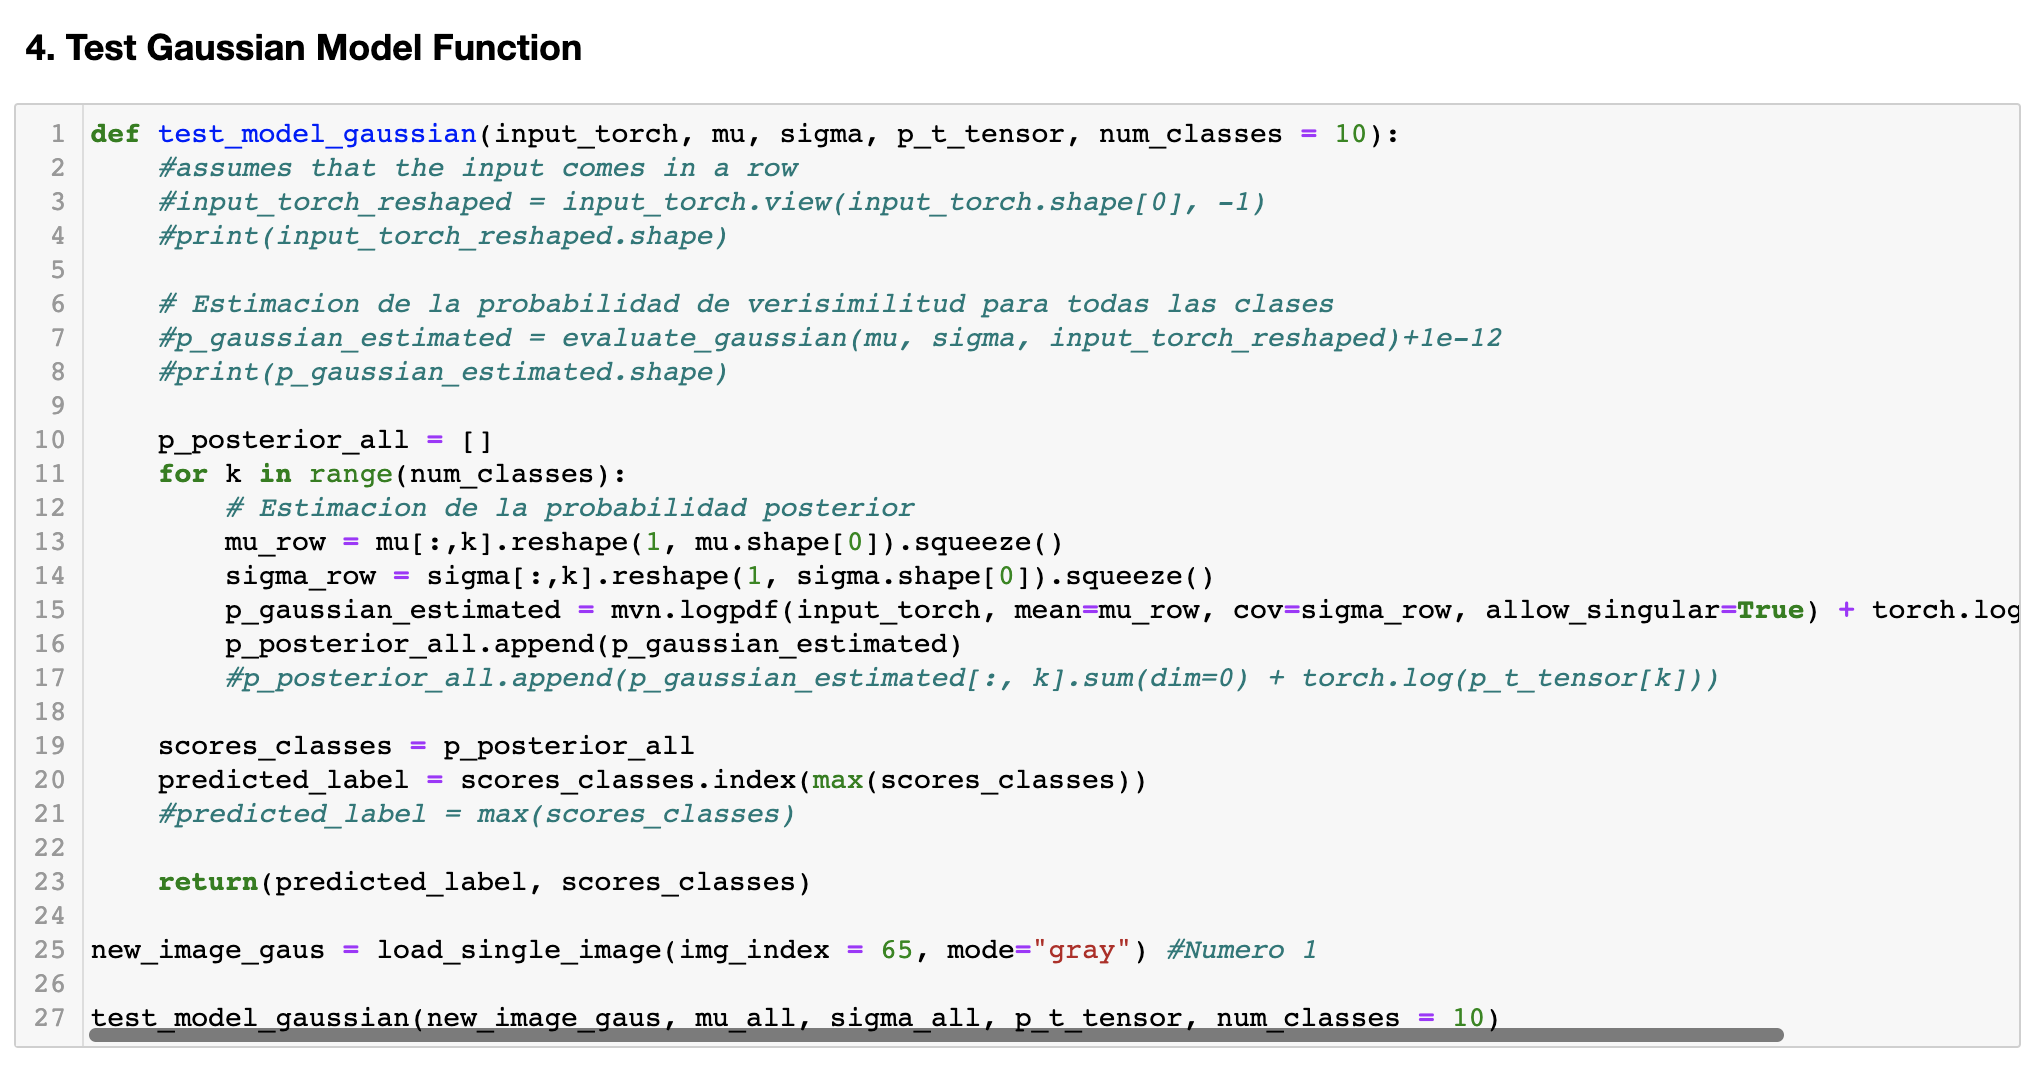 4. Test Gaussian Model Function
1 def test_model_gaussian(input_torch, mu, sigma, p_t_tensor, num_classes = 10):
2     #assumes that the input comes in a row
3     #input_torch_reshaped = input_torch.view(input_torch.shape[0], -1)
4     #print(input_torch_reshaped.shape)
5
6     # Estimacion de la probabilidad de verisimilitud para todas las clases
7     #p_gaussian_estimated = evaluate_gaussian(mu, sigma, input_torch_reshaped)+1e-12
8     #print(p_gaussian_estimated.shape)
9
10     p_posterior_all = []
11     for k in range(num_classes):
12         # Estimacion de la probabilidad posterior
13         mu_row = mu[:,k].reshape(1, mu.shape[0]).squeeze()
14         sigma_row = sigma[:,k].reshape(1, sigma.shape[0]).squeeze()
15         p_gaussian_estimated = mvn.logpdf(input_torch, mean=mu_row, cov=sigma_row, allow_singular=True) + torch.log
16         p_posterior_all.append(p_gaussian_estimated)
17         #p_posterior_all.append(p_gaussian_estimated[:, k].sum(dim=0) + torch.log(p_t_tensor[k]))
18
19     scores_classes = p_posterior_all
20     predicted_label = scores_classes.index(max(scores_classes))
21     #predicted_label = max(scores_classes)
22
23     return(predicted_label, scores_classes)
24
25 new_image_gaus = load_single_image(img_index = 65, mode="gray") #Numero 1
26
27 test_model_gaussian(new_image_gaus, mu_all, sigma_all, p_t_tensor, num_classes = 10)